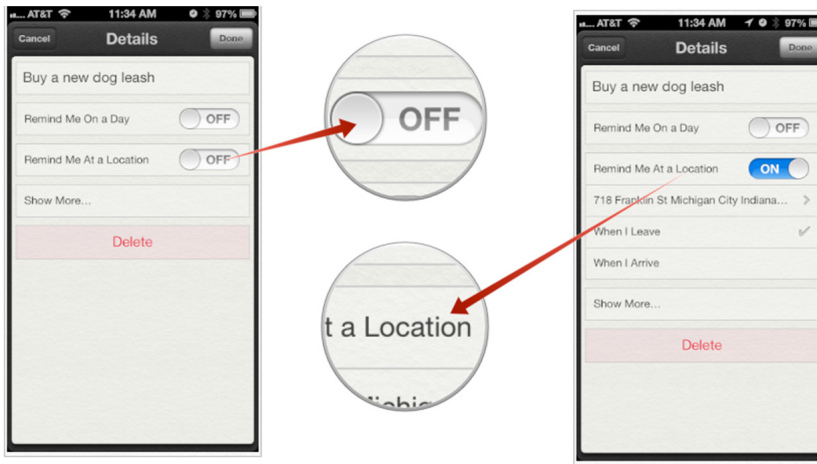 AT&T 11:34 AM 97%
Cancel Details Done
Buy a new dog leash
Remind Me On a Day OFF
Remind Me At a Location OFF
Show More...
Delete
OFF
t a Location
AT&T 11:34 AM 97%
Cancel Details Done
Buy a new dog leash
Remind Me On a Day OFF
Remind Me At a Location ON
718 Franklin St Michigan City Indiana...
When I Leave
When I Arrive
Show More...
Delete